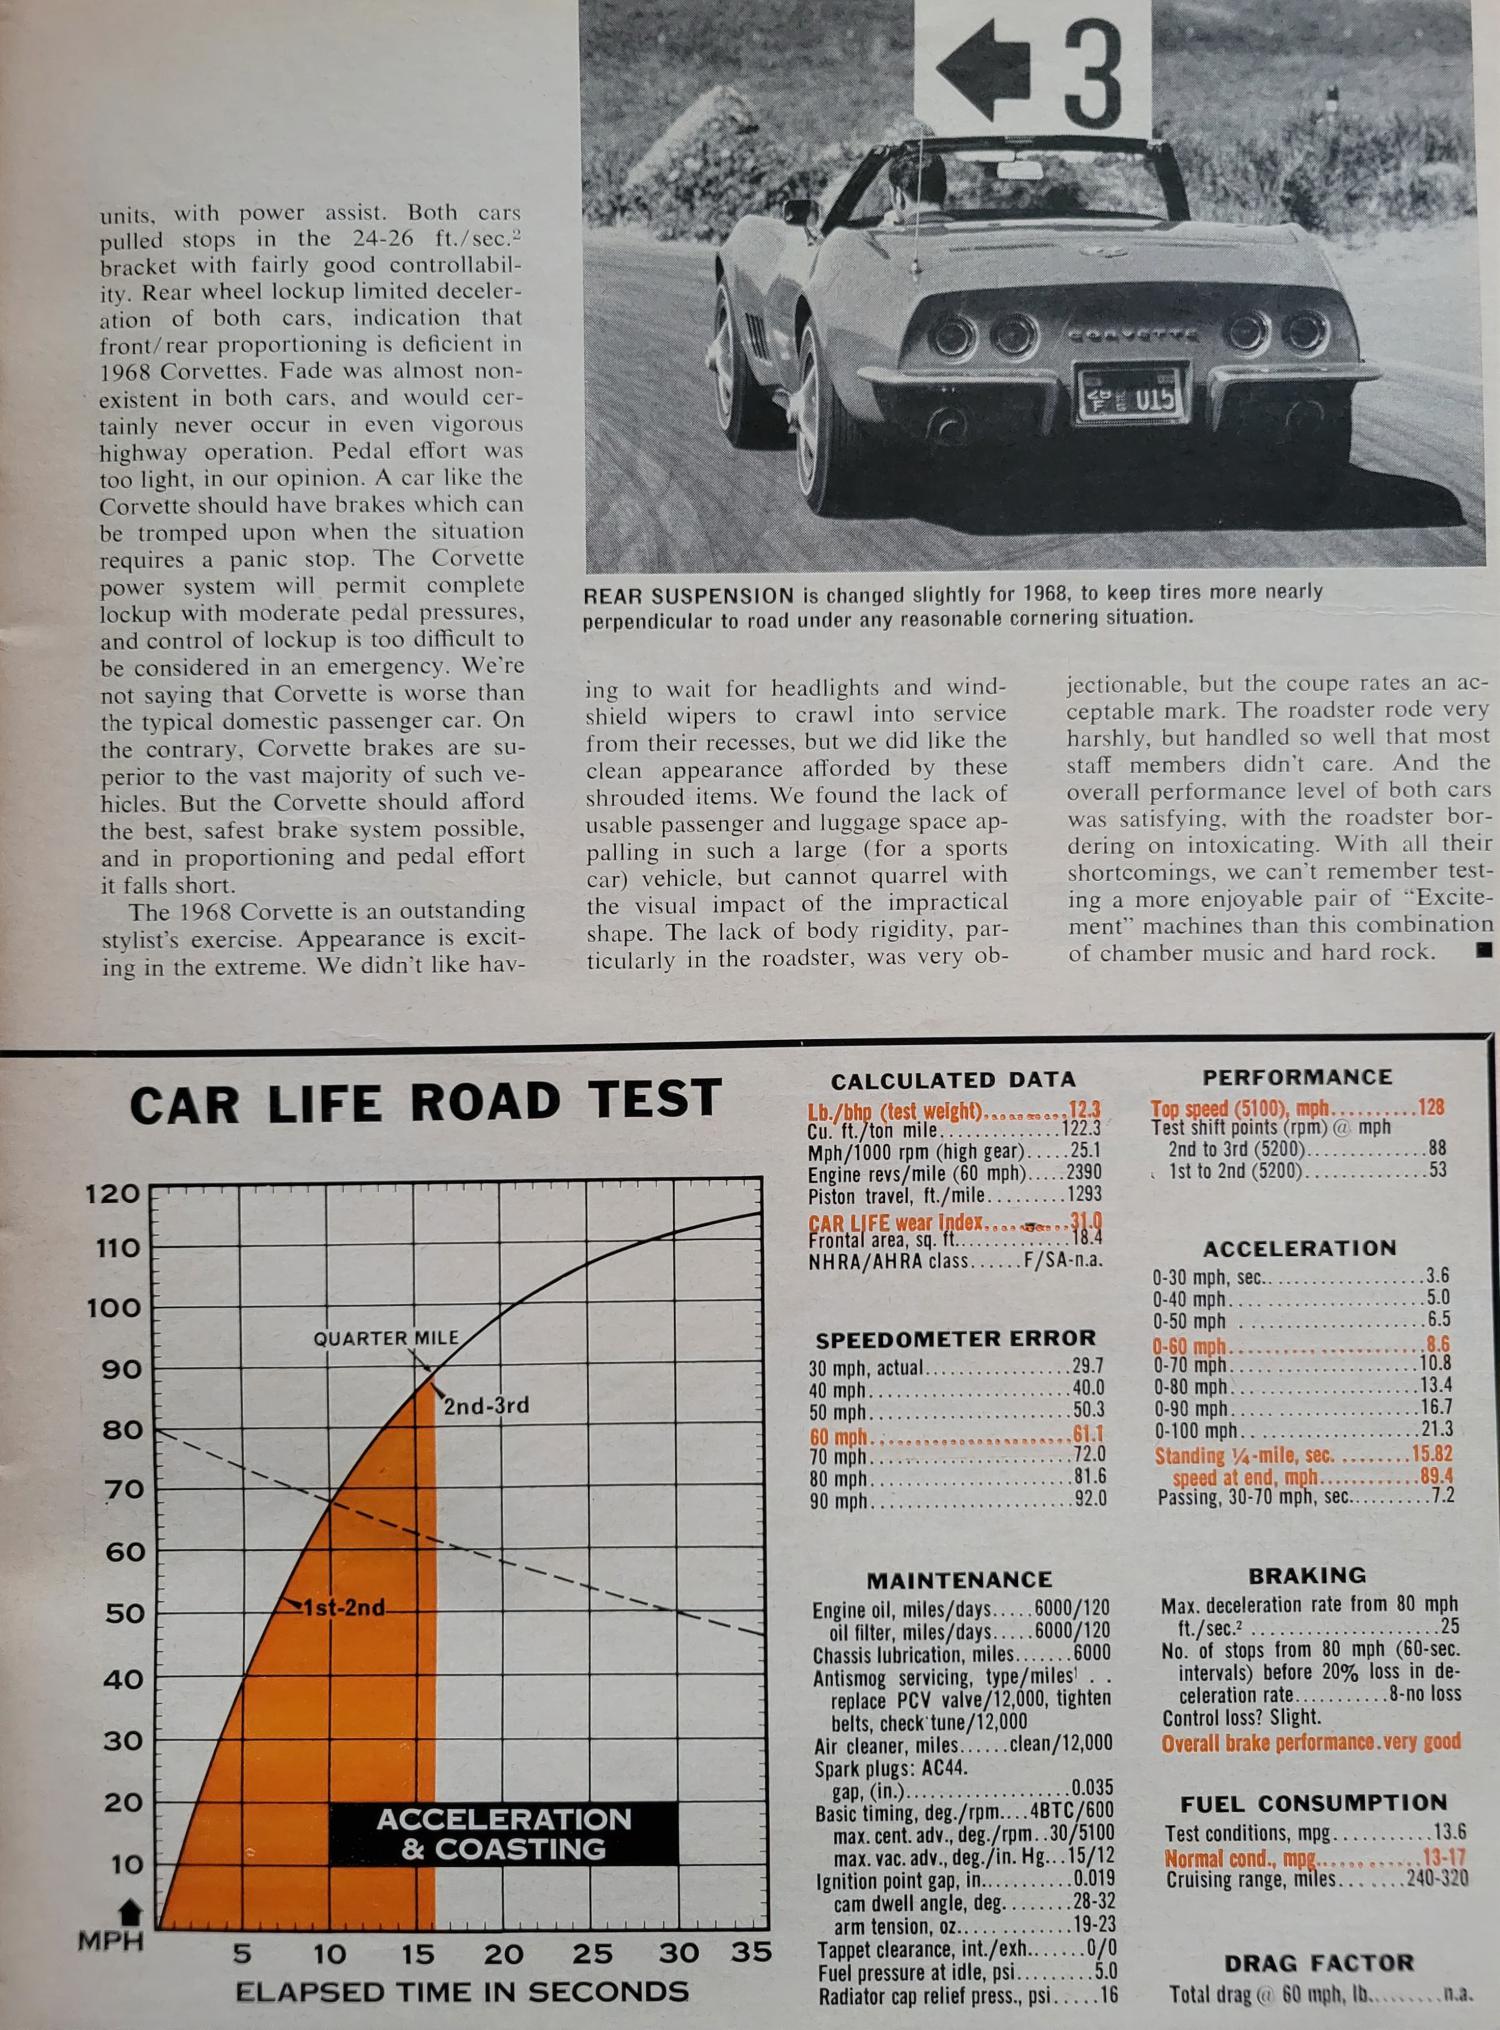 3
CORVETTE
U15
units, with power assist. Both cars
pulled stops in the 24-26 ft./sec.²
bracket with fairly good controllabil-
ity. Rear wheel lockup limited deceler-
ation of both cars, indication that
front/rear proportioning is deficient in
1968 Corvettes. Fade was almost non-
existent in both cars, and would cer-
tainly never occur in even vigorous
highway operation. Pedal effort was
too light, in our opinion. A car like the
Corvette should have brakes which can
be tromped upon when the situation
requires a panic stop. The Corvette
power system will permit complete
lockup with moderate pedal pressures,
and control of lockup is too difficult to
be considered in an emergency. We're
not saying that Corvette is worse than
the typical domestic passenger car. On
the contrary, Corvette brakes are su-
perior to the vast majority of such ve-
hicles. But the Corvette should afford
the best, safest brake system possible,
and in proportioning and pedal effort
it falls short.
The 1968 Corvette is an outstanding
stylist's exercise. Appearance is excit-
ing in the extreme. We didn't like hav-
REAR SUSPENSION is changed slightly for 1968, to keep tires more nearly
perpendicular to road under any reasonable cornering situation.
ing to wait for headlights and wind-
shield wipers to crawl into service
from their recesses, but we did like the
clean appearance afforded by these
shrouded items. We found the lack of
usable passenger and luggage space ap-
palling in such a large (for a sports
car) vehicle, but cannot quarrel with
the visual impact of the impractical
shape. The lack of body rigidity, par-
ticularly in the roadster, was very ob-
jectionable, but the coupe rates an ac-
ceptable mark. The roadster rode very
harshly, but handled so well that most
staff members didn't care. And the
overall performance level of both cars
was satisfying, with the roadster bor-
dering on intoxicating. With all their
shortcomings, we can't remember test-
ing a more enjoyable pair of "Excite-
ment" machines than this combination
of chamber music and hard rock. ■
CAR LIFE ROAD TEST
120
110
100
90
80
70
60
50
40
30
20
10
MPH
QUARTER MILE
2nd-3rd
1st-2nd
ACCELERATION
& COASTING
5 10 15 20 25 30 35
ELAPSED TIME IN SECONDS
CALCULATED DATA
Lb./bhp (test weight)..........12.3
Cu. ft./ton mile.............122.3
Mph/1000 rpm (high gear).....25.1
Engine revs/mile (60 mph).....2390
Piston travel, ft./mile.........1293
CAR LIFE wear index..........31.0
Frontal area, sq. ft.............18.4
NHRA/AHRA class......F/SA-n.a.
SPEEDOMETER ERROR
30 mph, actual................29.7
40 mph......................40.0
50 mph......................50.3
60 mph......................61.1
70 mph......................72.0
80 mph......................81.6
90 mph......................92.0
MAINTENANCE
Engine oil, miles/days.....6000/120
oil filter, miles/days.....6000/120
Chassis lubrication, miles.......6000
Antismog servicing, type/miles¹ . .
replace PCV valve/12,000, tighten
belts, check tune/12,000
Air cleaner, miles......clean/12,000
Spark plugs: AC44.
gap, (in.)...................0.035
Basic timing, deg./rpm....4BTC/600
max. cent. adv., deg./rpm..30/5100
max. vac. adv., deg./in. Hg...15/12
Ignition point gap, in...........0.019
cam dwell angle, deg........28-32
arm tension, oz.............19-23
Tappet clearance, int./exh.......0/0
Fuel pressure at idle, psi.........5.0
Radiator cap relief press., psi.....16
PERFORMANCE
Top speed (5100), mph..........128
Test shift points (rpm) @ mph
2nd to 3rd (5200)..............88
1st to 2nd (5200)..............53
ACCELERATION
0-30 mph, sec...................3.6
0-40 mph......................5.0
0-50 mph .....................6.5
0-60 mph......................8.6
0-70 mph.....................10.8
0-80 mph.....................13.4
0-90 mph.....................16.7
0-100 mph....................21.3
Standing ¼-mile, sec. ........15.82
speed at end, mph...........89.4
Passing, 30-70 mph, sec..........7.2
BRAKING
Max. deceleration rate from 80 mph
ft./sec.² .....................25
No. of stops from 80 mph (60-sec.
intervals) before 20% loss in de-
celeration rate..........8-no loss
Control loss? Slight.
Overall brake performance.very good
FUEL CONSUMPTION
Test conditions, mpg...........13.6
Normal cond., mpg............13-17
Cruising range, miles.......240-320
DRAG FACTOR
Total drag @ 60 mph, lb.........n.a.